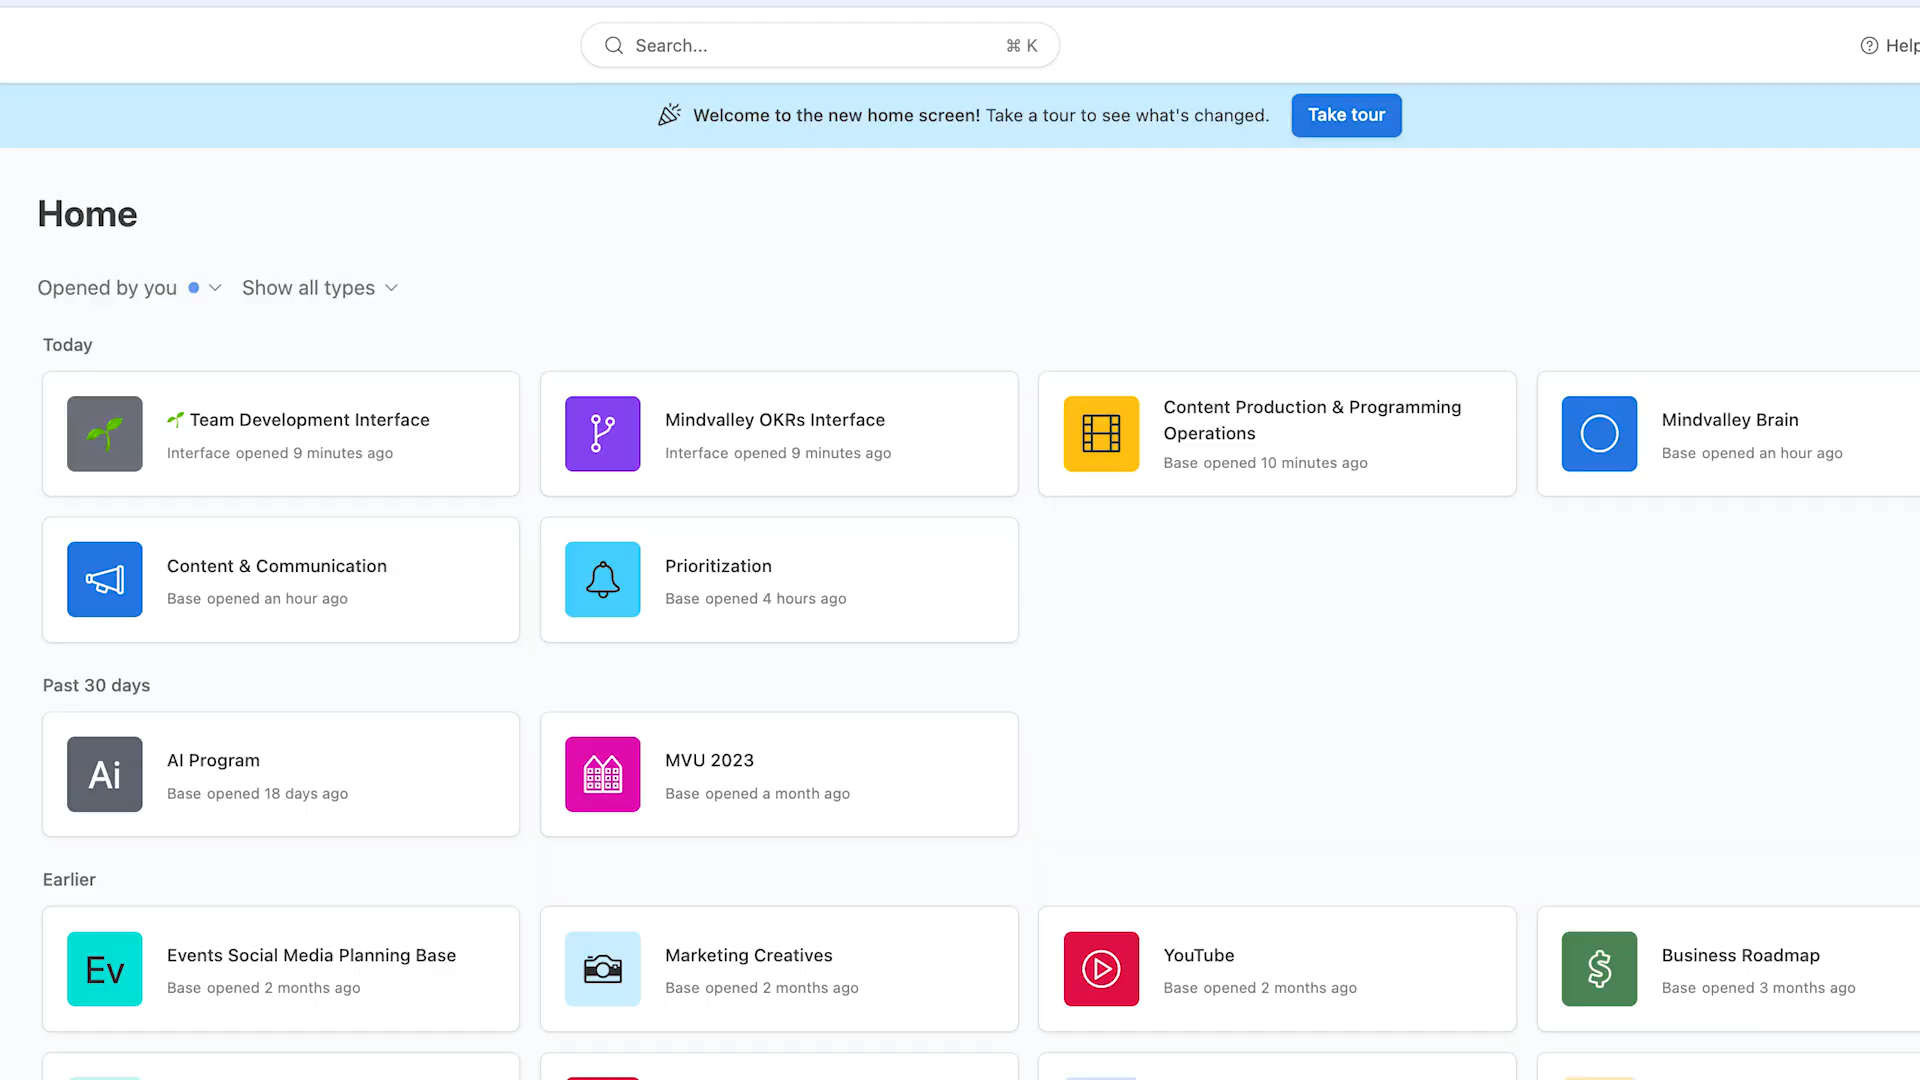 Search...
⌘ K
Help
Welcome to the new home screen! Take a tour to see what's changed.
Take tour
Home
Opened by you
Show all types
Today
Team Development Interface
Interface opened 9 minutes ago
Mindvalley OKRs Interface
Interface opened 9 minutes ago
Content Production & Programming
Operations
Base opened 10 minutes ago
Mindvalley Brain
Base opened an hour ago
Content & Communication
Base opened an hour ago
Prioritization
Base opened 4 hours ago
Past 30 days
Ai
AI Program
Base opened 18 days ago
MVU 2023
Base opened a month ago
Earlier
Ev
Events Social Media Planning Base
Base opened 2 months ago
Marketing Creatives
Base opened 2 months ago
YouTube
Base opened 2 months ago
Business Roadmap
Base opened 3 months ago